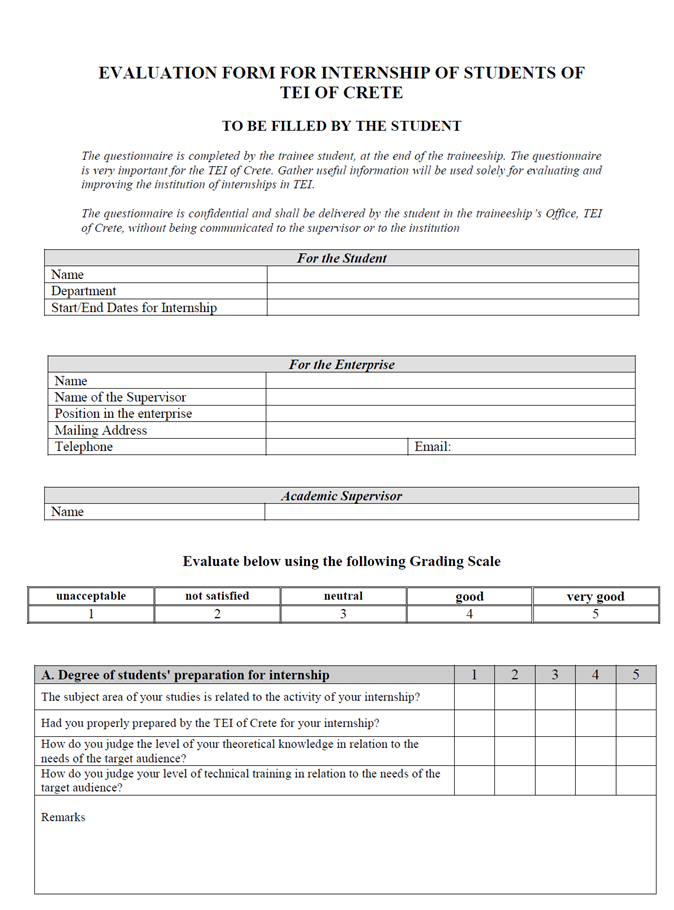 EVALUATION FORM FOR INTERNSHIP OF STUDENTS OF
TEI OF CRETE
TO BE FILLED BY THE STUDENT
The questionnaire is completed by the trainee student, at the end of the traineeship. The questionnaire
is very important for the TEI of Crete. Gather useful information will be used solely for evaluating and
improving the institution of internships in TEI.
The questionnaire is confidential and shall be delivered by the student in the traineeship's Office, TEI
of Crete, without being communicated to the supervisor or to the institution
For the Student
Name
Department
Start/End Dates for Internship
For the Enterprise
Name
Name of the Supervisor
Position in the enterprise
Mailing Address
Telephone Email:
Academic Supervisor
Name
Evaluate below using the following Grading Scale
unacceptable not satisfied neutral good very good
1 2 3 4 5
A. Degree of students' preparation for internship 1 2 3 4 5
The subject area of your studies is related to the activity of your internship?
Had you properly prepared by the TEI of Crete for your internship?
How do you judge the level of your theoretical knowledge in relation to the
needs of the target audience?
How do you judge your level of technical training in relation to the needs of the
target audience?
Remarks